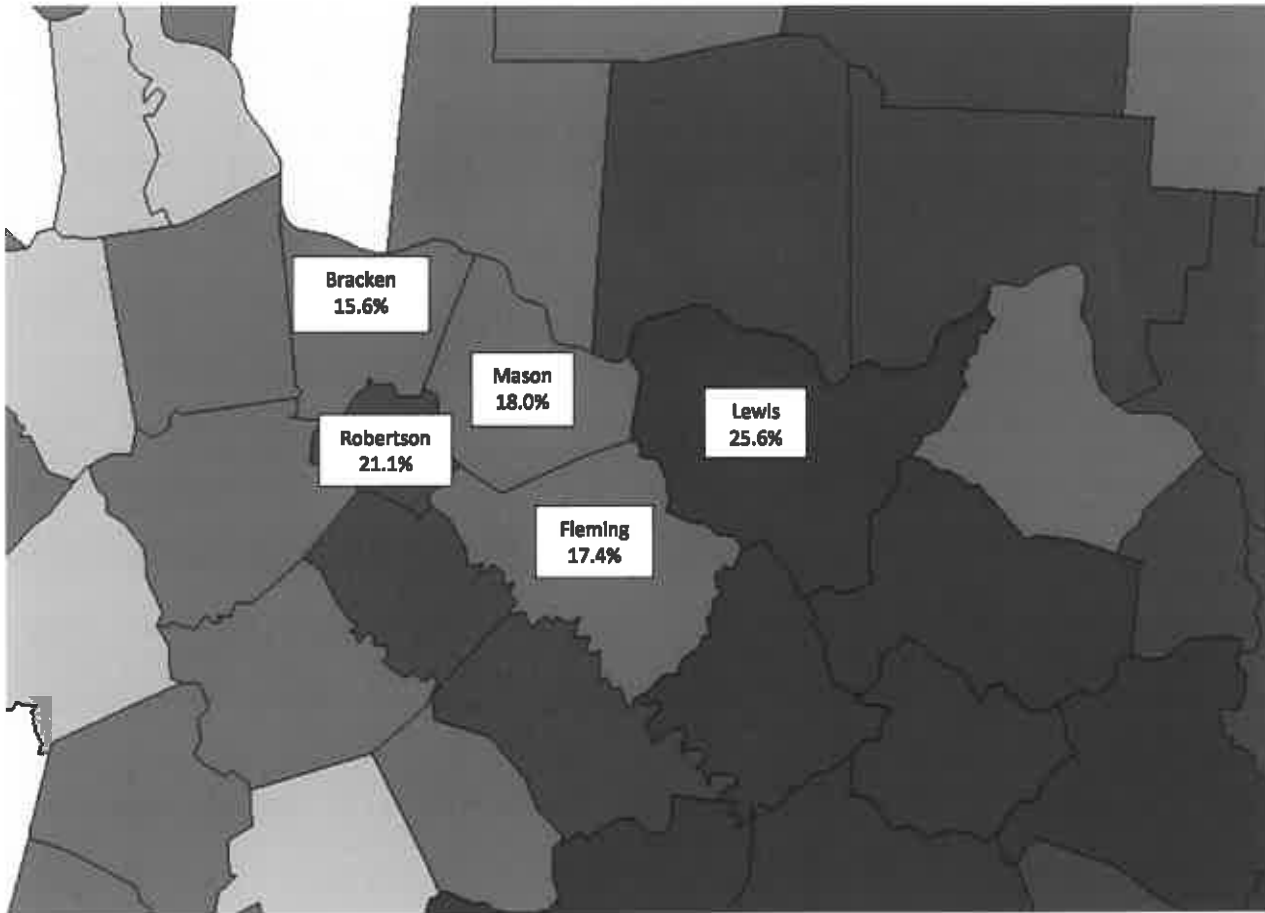 Bracken
15.6%
Mason
18.0%
Lewis
25.6%
Robertson
21.1%
Fleming
17.4%